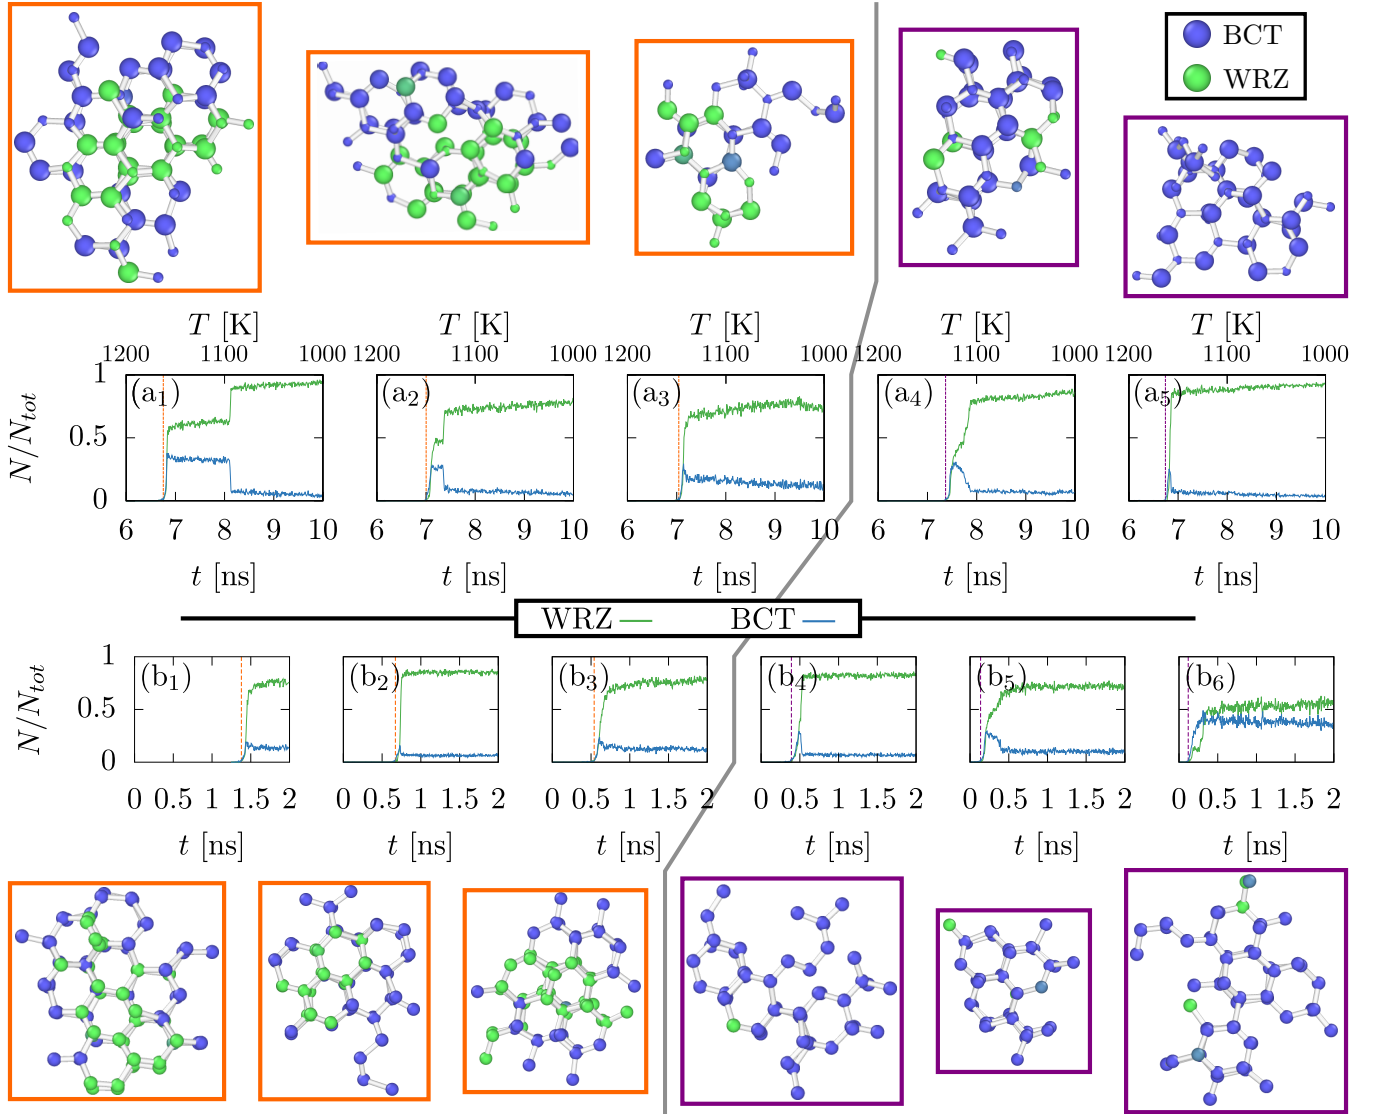 BCT
WRZ
T [K] T [K] T [K] T [K] T [K]
1200 1100 1000 1200 1100 1000 1200 1100 1000 1200 1100 1000 1200 1100 1000
N/N_tot
1
0.5
0
(a₁) (a₂) (a₃) (a₄) (a₅)
6 7 8 9 10 6 7 8 9 10 6 7 8 9 10 6 7 8 9 10 6 7 8 9 10
t [ns] t [ns] t [ns] t [ns] t [ns]
WRZ BCT
N/N_tot
1
0.5
0
(b₁) (b₂) (b₃) (b₄) (b₅) (b₆)
0 0.5 1 1.5 2 0 0.5 1 1.5 2 0 0.5 1 1.5 2 0 0.5 1 1.5 2 0 0.5 1 1.5 2 0 0.5 1 1.5 2
t [ns] t [ns] t [ns] t [ns] t [ns] t [ns]